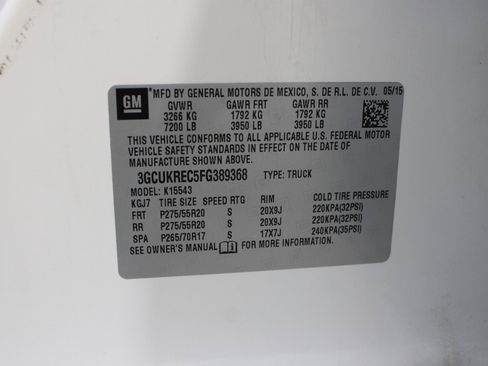 GM
*MFD BY GENERAL MOTORS DE MEXICO, S. DE R.L. DE C.V. 05/15
GVWR GAWR FRT GAWR RR
3266 KG 1792 KG 1792 KG
7200 LB 3950 LB 3950 LB
THIS VEHICLE CONFORMS TO ALL APPLICABLE U.S. FEDERAL MOTOR
VEHICLE SAFETY STANDARDS IN EFFECT ON THE DATE OF
MANUFACTURE SHOWN ABOVE.
3GCUKREC5FG389368 TYPE: TRUCK
MODEL: K15543
KGJ7 TIRE SIZE SPEED RTG RIM COLD TIRE PRESSURE
FRT P275/55R20 S 20X9J 220KPA(32PSI)
RR P275/55R20 S 20X9J 220KPA(32PSI)
SPA P265/70R17 S 17X7J 240KPA(35PSI)
SEE OWNER'S MANUAL